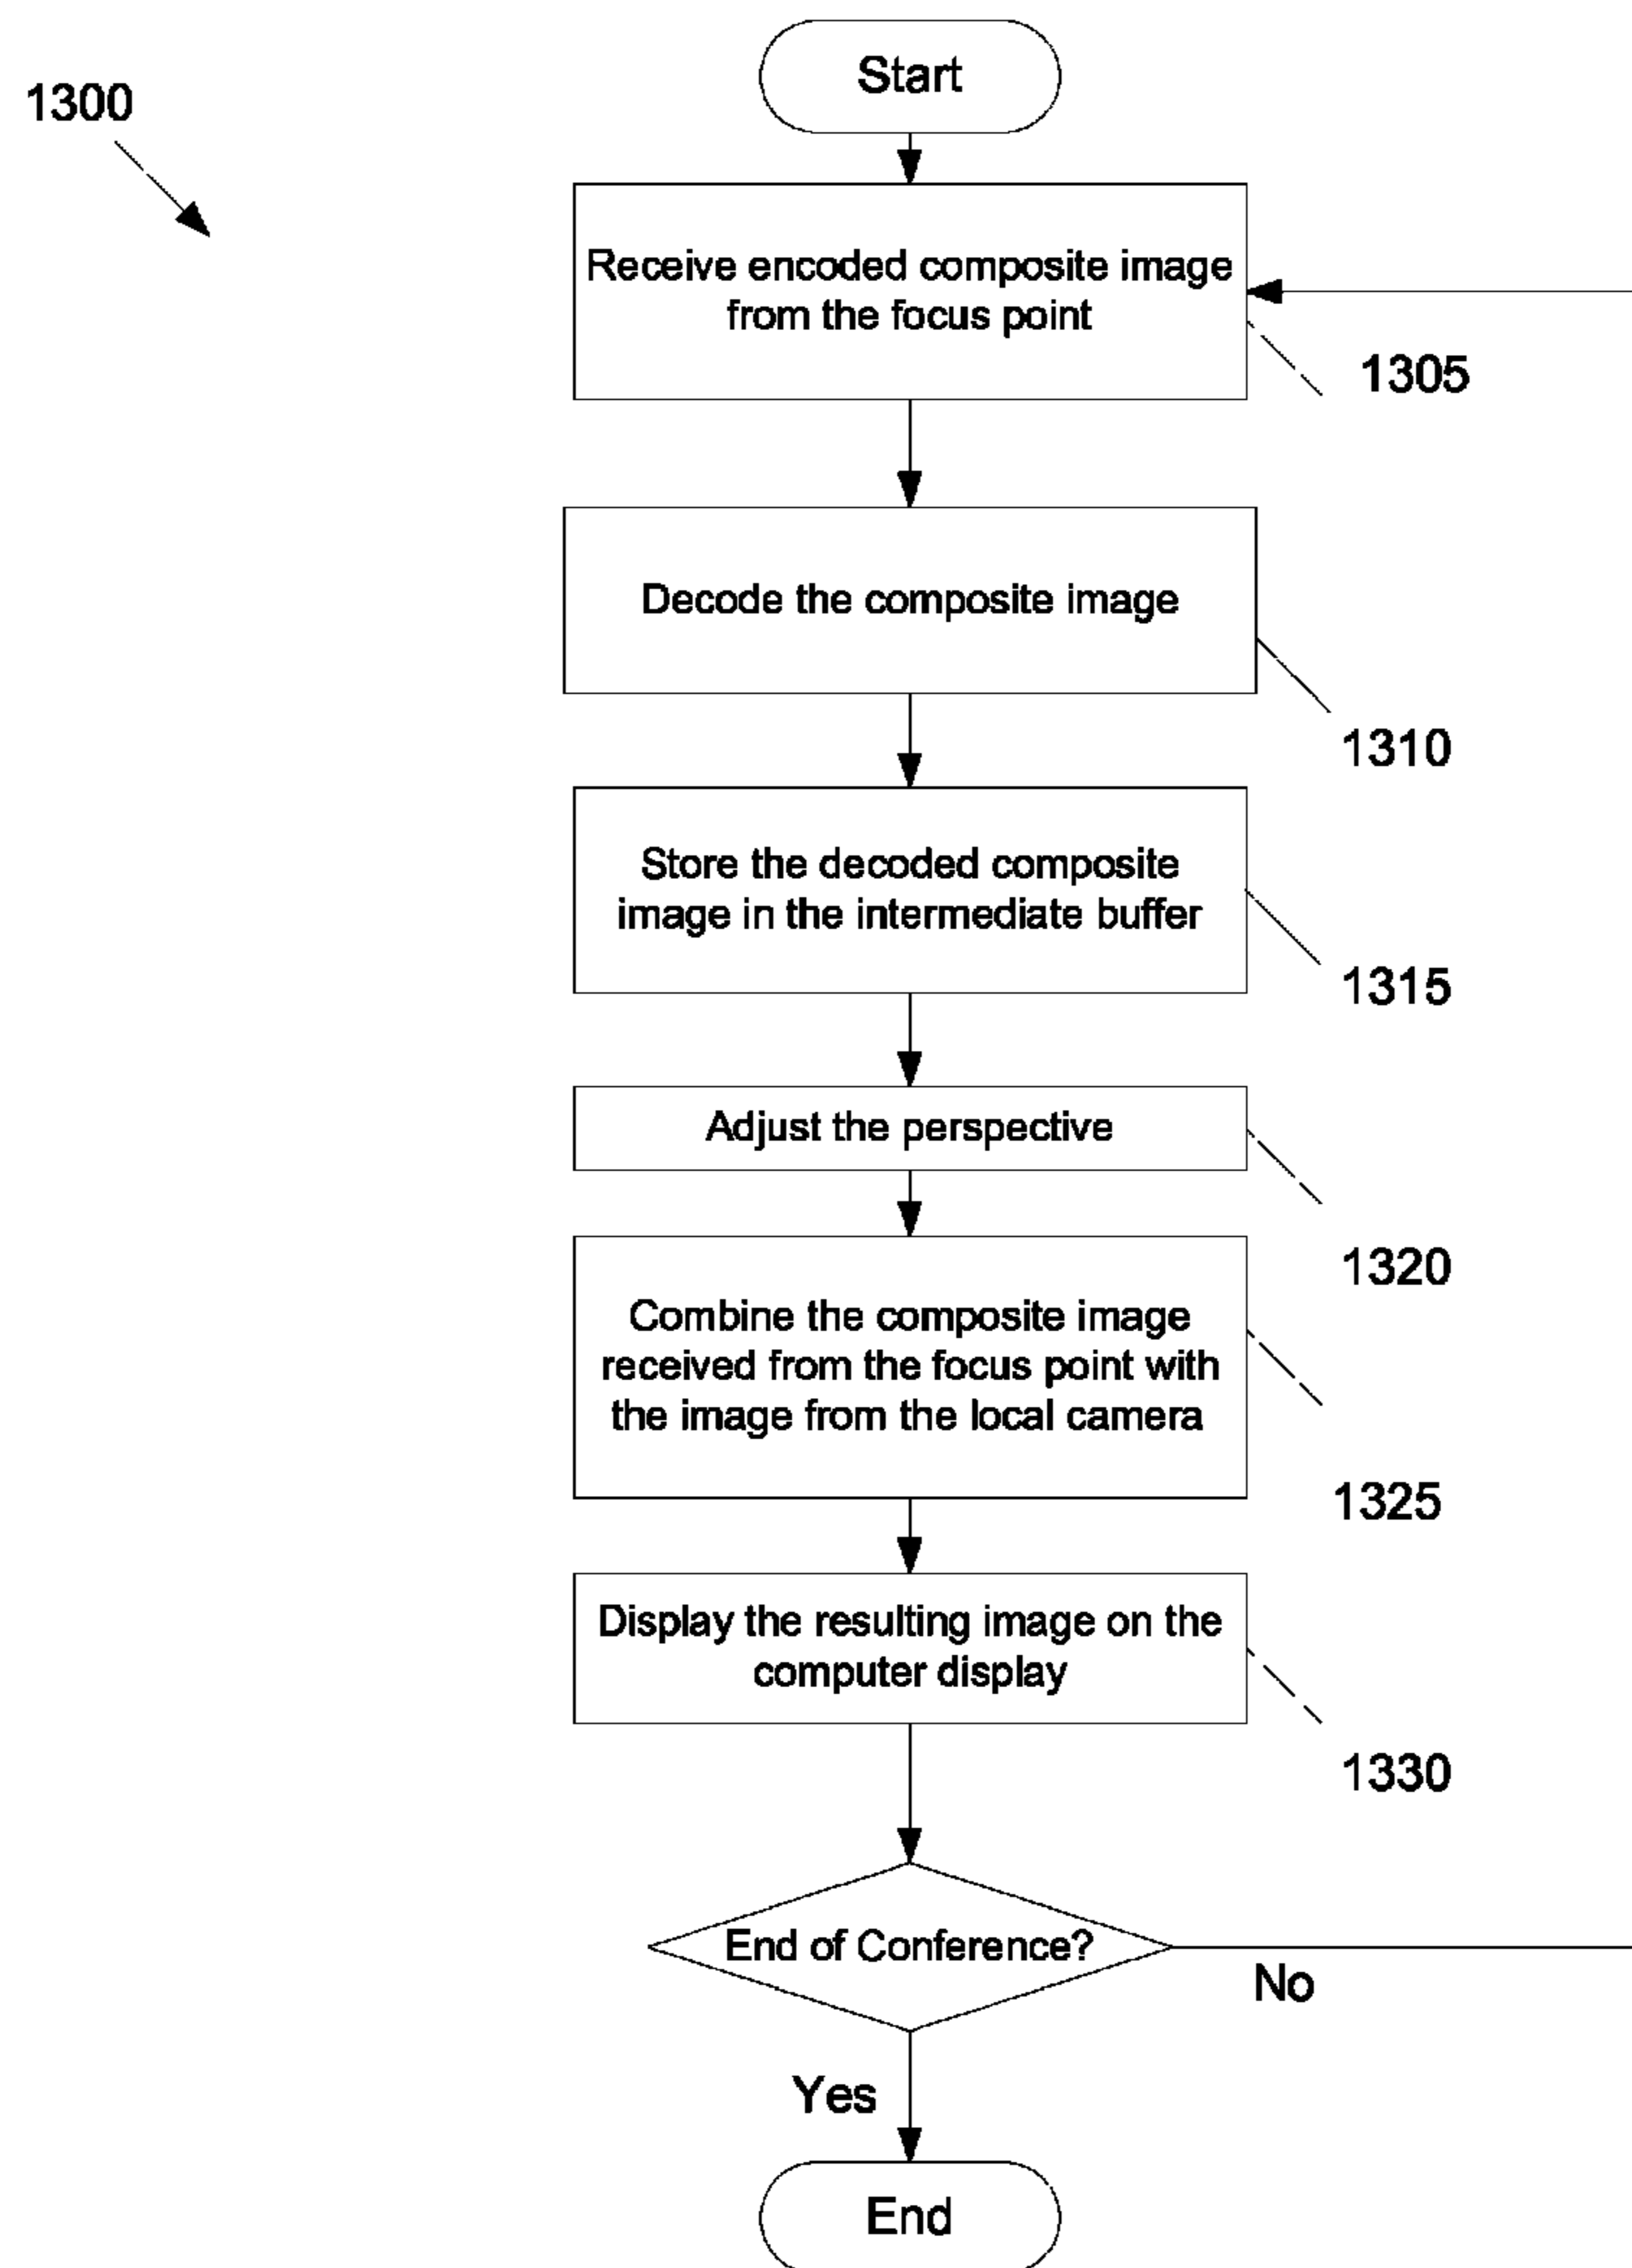 Start
1300
Receive encoded composite image
from the focus point
1305
Decode the composite image
1310
Store the decoded composite
image in the intermediate buffer
1315
Adjust the perspective
1320
Combine the composite image
received from the focus point with
the image from the local camera
1325
Display the resulting image on the
computer display
1330
End of Conference?
No
Yes
End